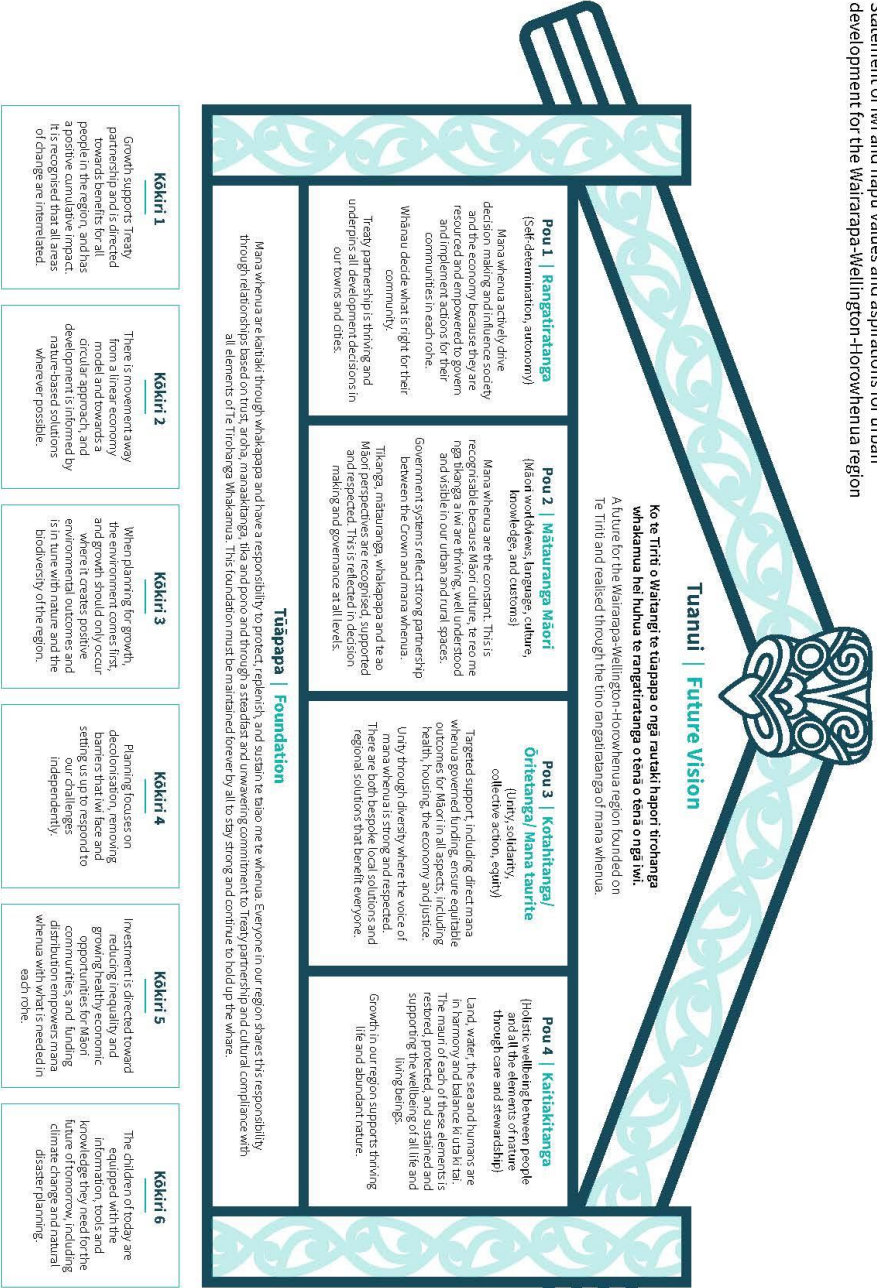 Statement of iwi and hapū values and aspirations for urban
development for the Wairarapa-Wellington-Horowhenua region
Tuanui | Future Vision
Ko te Tiriti o Waitangi te tūāpapa o ngā rautaki hapori tirohanga
whakamua hei huhua te rangatiratanga o tēnā o tēnā o ngā iwi.
A future for the Wairarapa-Wellington-Horowhenua region founded on
Te Tiriti and realised through the tino rangatiratanga of mana whenua.
Pou 1 | Rangatiratanga
(Self-determination, autonomy)
Mana whenua actively drive
decision making and influence society
and the economy because they are
resourced and empowered to govern
and implement actions for their
communities in each rohe.
Whānau decide what is right for their
community.
Treaty partnership is thriving and
underpins all development decisions in
our towns and cities.
Pou 2 | Mātauranga Māori
(Māori worldviews, language, culture,
knowledge, and customs)
Mana whenua are the constant. This is
recognisable because Māori culture, te reo me
nga tikanga a iwi are thriving, well understood
and visible in our urban and rural spaces.
Government systems reflect strong partnership
between the Crown and mana whenua.
Tikanga, mātauranga, whakapapa and te ao
Māori perspectives are recognised, supported
and respected. This is reflected in decision
making and governance at all levels.
Pou 3 | Kotahitanga/
Ōritetanga/ Mana taurite
(Unity, solidarity,
collective action, equity)
Targeted support, including direct mana
whenua governed funding, ensure equitable
outcomes for Māori in all aspects, including
health, housing, the economy and justice.
Unity through diversity where the voice of
mana whenua is strong and respected.
There are both bespoke local solutions and
regional solutions that benefit everyone.
Pou 4 | Kaitiakitanga
(Holistic wellbeing between people
and all the elements of nature
through care and stewardship)
Land, water, the sea and humans are
in harmony and balance ki uta ki tai.
The mauri of each of these elements is
restored, protected, and sustained and
supporting the wellbeing of all life and
living beings.
Growth in our region supports thriving
life and abundant nature.
Tūāpapa | Foundation
Mana whenua are kaitiaki through whakapapa and have a responsibility to protect, replenish, and sustain te taiao me te whenua. Everyone in our region shares this responsibility
through relationships based on trust, aroha, manaakitanga, tika and pono and through a steadfast and unwavering commitment to Treaty partnership and cultural compliance with
all elements of Te Tirohanga Whakamua. This foundation must be maintained forever by all to stay strong and continue to hold up the whare.
Kōkiri 1
Growth supports Treaty
partnership and is directed
towards benefits for all
people in the region, and has
a positive cumulative impact.
It is recognised that all areas
of change are interrelated.
Kōkiri 2
There is movement away
from a linear economy
model and towards a
circular approach, and
development is informed by
nature-based solutions
wherever possible.
Kōkiri 3
When planning for growth,
the environment comes first,
and growth should only occur
where it creates positive
environmental outcomes and
is in tune with nature and the
biodiversity of the region.
Kōkiri 4
Planning focuses on
decolonisation, removing
barriers that iwi face and
setting us up to respond to
our challenges
independently.
Kōkiri 5
Investment is directed toward
reducing inequality and
growing healthy economic
opportunities for Māori
communities, and funding
distribution empowers mana
whenua with what is needed in
each rohe.
Kōkiri 6
The children of today are
equipped with the
information, tools and
knowledge they need for the
future of tomorrow, including
climate change and natural
disaster planning.